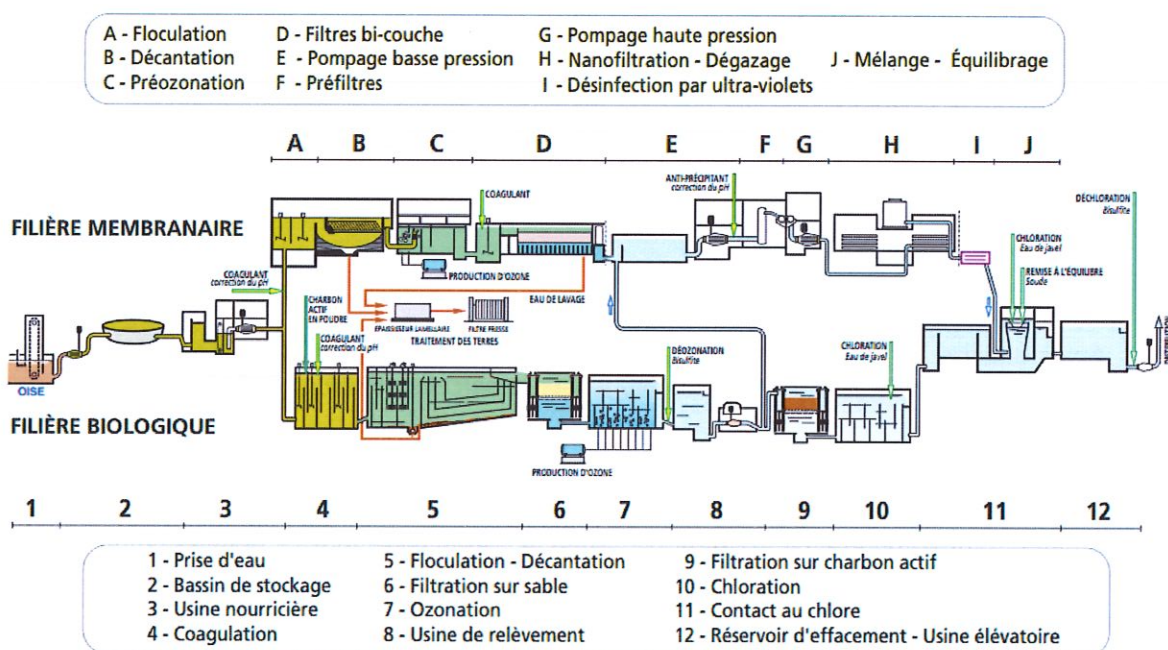 A - Floculation D - Filtres bi-couche G - Pompage haute pression
B - Décantation E - Pompage basse pression H - Nanofiltration - Dégazage J - Mélange - Équilibrage
C - Préozonation F - Préfiltres I - Désinfection par ultra-violets
A B C D E F G H I J
FILIÈRE MEMBRANAIRE
COAGULANT
ANTI-PRÉCIPITANT
correction du pH
DÉCHLORATION
Bisulfite
CHLORATION
Eau de javel
REMISE À L'ÉQUILIBRE
Soude
COAGULANT
correction du pH
PRODUCTION D'OZONE
EAU DE LAVAGE
CHARBON
ACTIF
EN POUDRE
COAGULANT
correction du pH
ÉPAISSISEUR LAMELLAIRE
FILTRE PRESSE
TRAITEMENT DES TERRES
DÉOZONATION
Bisulfite
CHLORATION
Eau de javel
DISTRIBUTION
OISE
FILIÈRE BIOLOGIQUE
PRODUCTION D'OZONE
1 2 3 4 5 6 7 8 9 10 11 12
1 - Prise d'eau 5 - Floculation - Décantation 9 - Filtration sur charbon actif
2 - Bassin de stockage 6 - Filtration sur sable 10 - Chloration
3 - Usine nourricière 7 - Ozonation 11 - Contact au chlore
4 - Coagulation 8 - Usine de relèvement 12 - Réservoir d'effacement - Usine élévatoire